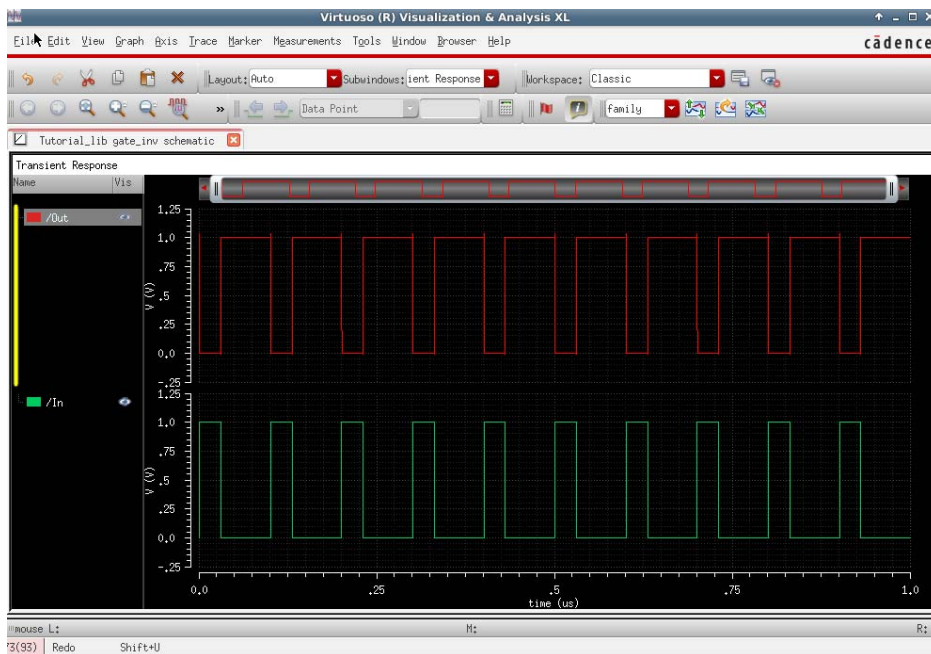 Virtuoso (R) Visualization & Analysis XL
File Edit View Graph Axis Trace Marker Measurements Tools Window Browser Help
cādence
Layout: Auto Subwindows: ient Response Workspace: Classic
» Data Point family
Tutorial_lib gate_inv schematic
Transient Response
Name Vis
/Out
1.25
1.0
.75
.5
.25
0.0
-.25
V (V)
/In
1.25
1.0
.75
.5
.25
0.0
-.25
V (V)
0.0 .25 .5 .75 1.0
time (us)
mouse L: M: R:
73(93) Redo Shift+U